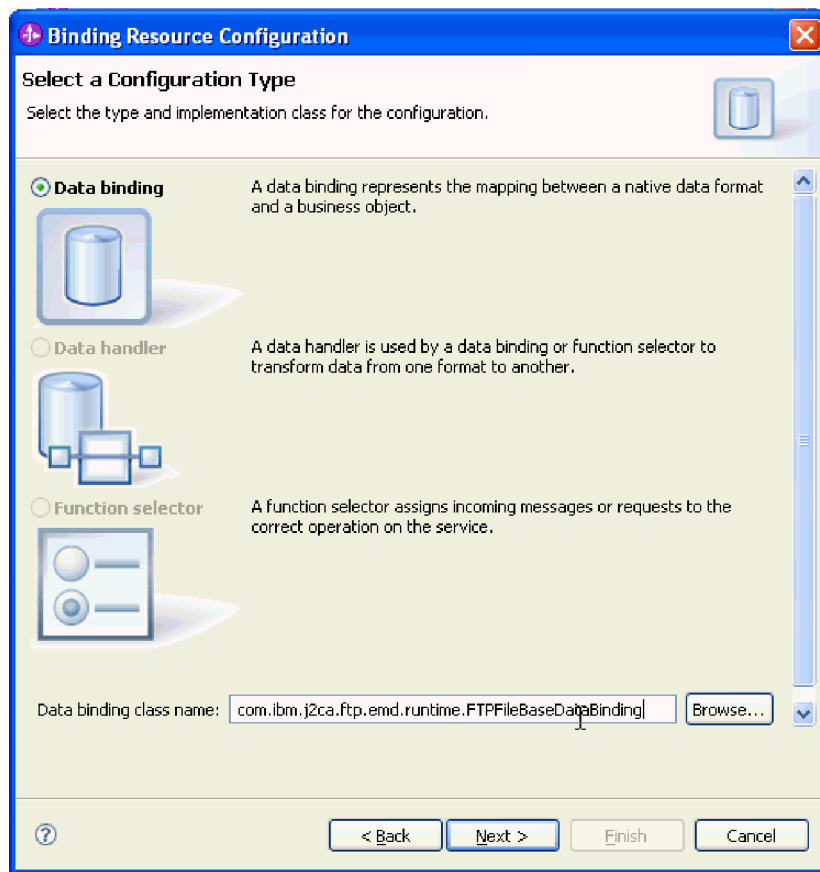 Binding Resource Configuration
Select a Configuration Type
Select the type and implementation class for the configuration.
Data binding
A data binding represents the mapping between a native data format
and a business object.
Data handler
A data handler is used by a data binding or function selector to
transform data from one format to another.
Function selector
A function selector assigns incoming messages or requests to the
correct operation on the service.
Data binding class name: com.ibm.j2ca.ftp.emd.runtime.FTPFileBaseDataBinding Browse...
? < Back Next > Finish Cancel